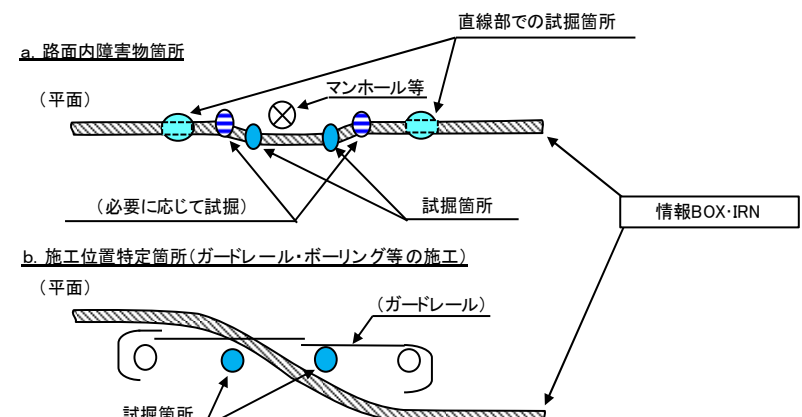 直線部での試掘箇所
a. 路面内障害物箇所
マンホール等
（平面）
（必要に応じて試掘）
試掘箇所
情報BOX・IRN
b. 施工位置特定箇所（ガードレール・ボーリング等の施工）
（平面）
（ガードレール）
試掘箇所